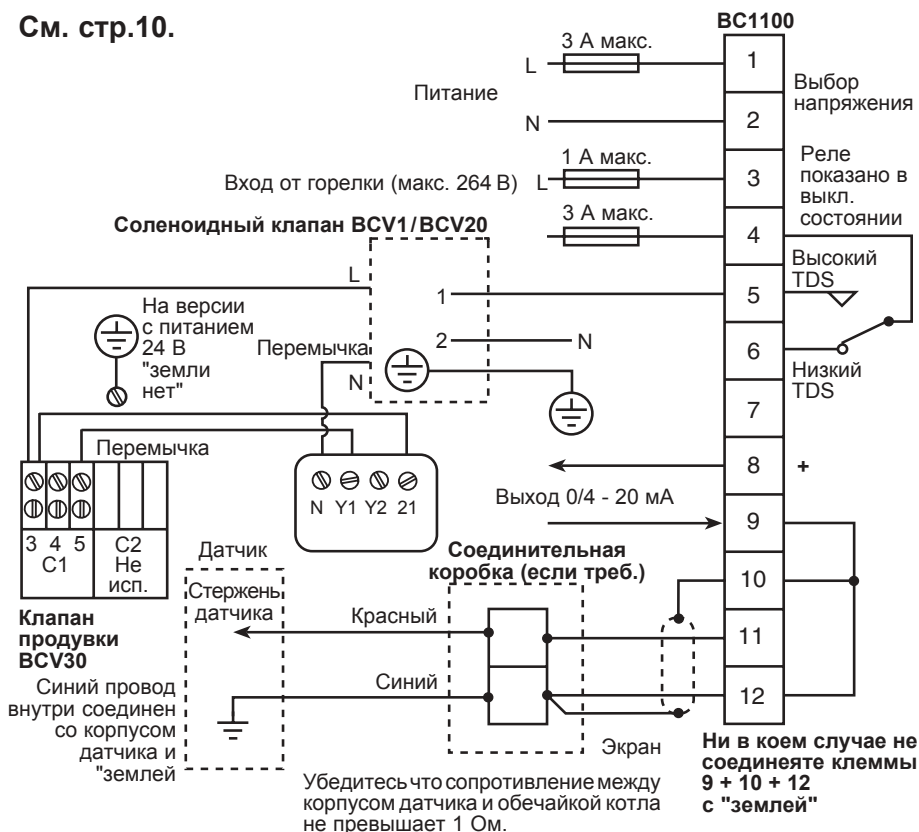 См. стр.10.
BC1100
3 А макс.
L
1
Питание
Выбор
напряжения
N
2
1 А макс.
Вход от горелки (макс. 264 В)
L
3
Реле
показано в
выкл.
состоянии
3 А макс.
4
Соленоидный клапан BCV1/BCV20
Высокий
TDS
L
1
5
На версии
с питанием
24 В
"земли
нет"
Перемычка
N
2
N
6
Низкий
TDS
7
Перемычка
8
+
N Y1 Y2 21
Выход 0/4 - 20 мА
9
3 4 5
C1
C2
Не
исп.
Датчик
Стержень
датчика
Соединительная
коробка (если треб.)
10
Клапан
продувки
BCV30
Красный
11
Синий
12
Синий провод
внутри соединен
со корпусом
датчика и
"землей
Экран
Ни в коем случае не
соединеяте клеммы
9 + 10 + 12
с "землей"
Убедитесь что сопротивление между
корпусом датчика и обечайкой котла
не превышает 1 Ом.